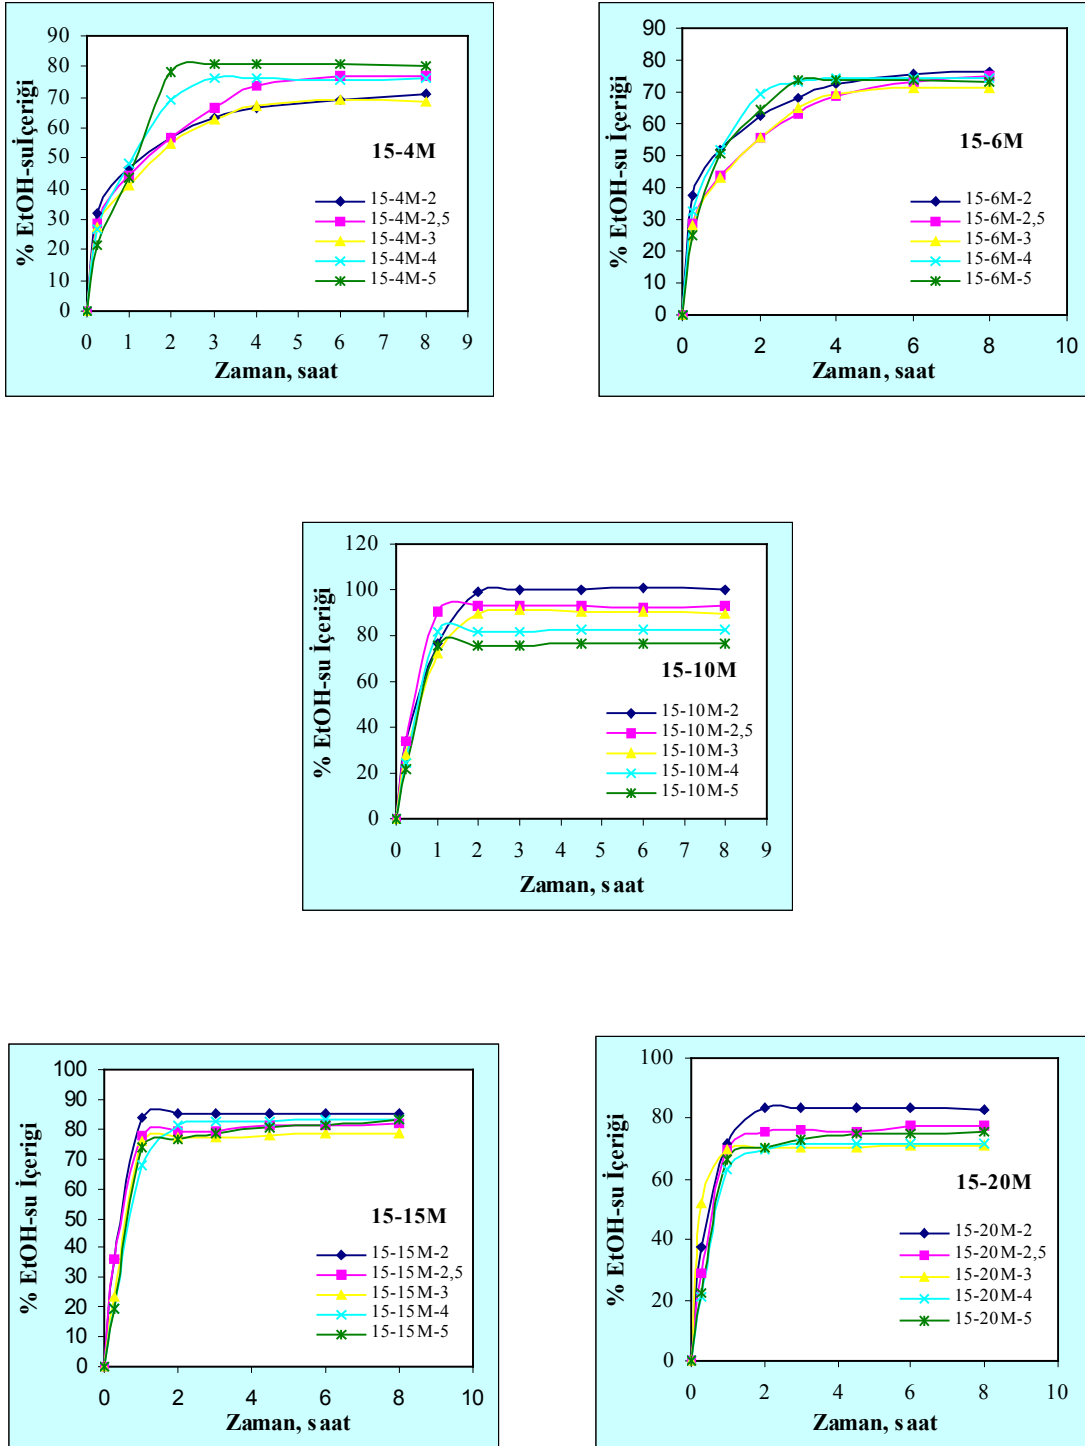 90
80
70
60
50
40
30
20
10
0
% EtOH-suİçeriği
15-4M
15-4M-2
15-4M-2,5
15-4M-3
15-4M-4
15-4M-5
0 1 2 3 4 5 6 7 8 9
Zaman, saat
90
80
70
60
50
40
30
20
10
0
% EtOH-su İçeriği
15-6M
15-6M-2
15-6M-2,5
15-6M-3
15-6M-4
15-6M-5
0 2 4 6 8 10
Zaman, saat
120
100
80
60
40
20
0
% EtOH-su İçeriği
15-10M
15-10M-2
15-10M-2,5
15-10M-3
15-10M-4
15-10M-5
0 1 2 3 4 5 6 7 8 9
Zaman, saat
100
90
80
70
60
50
40
30
20
10
0
% EtOH-su İçeriği
15-15M
15-15M-2
15-15M-2,5
15-15M-3
15-15M-4
15-15M-5
0 2 4 6 8 10
Zaman, saat
100
80
60
40
20
0
% EtOH-su İçeriği
15-20M
15-20M-2
15-20M-2,5
15-20M-3
15-20M-4
15-20M-5
0 2 4 6 8 10
Zaman, saat